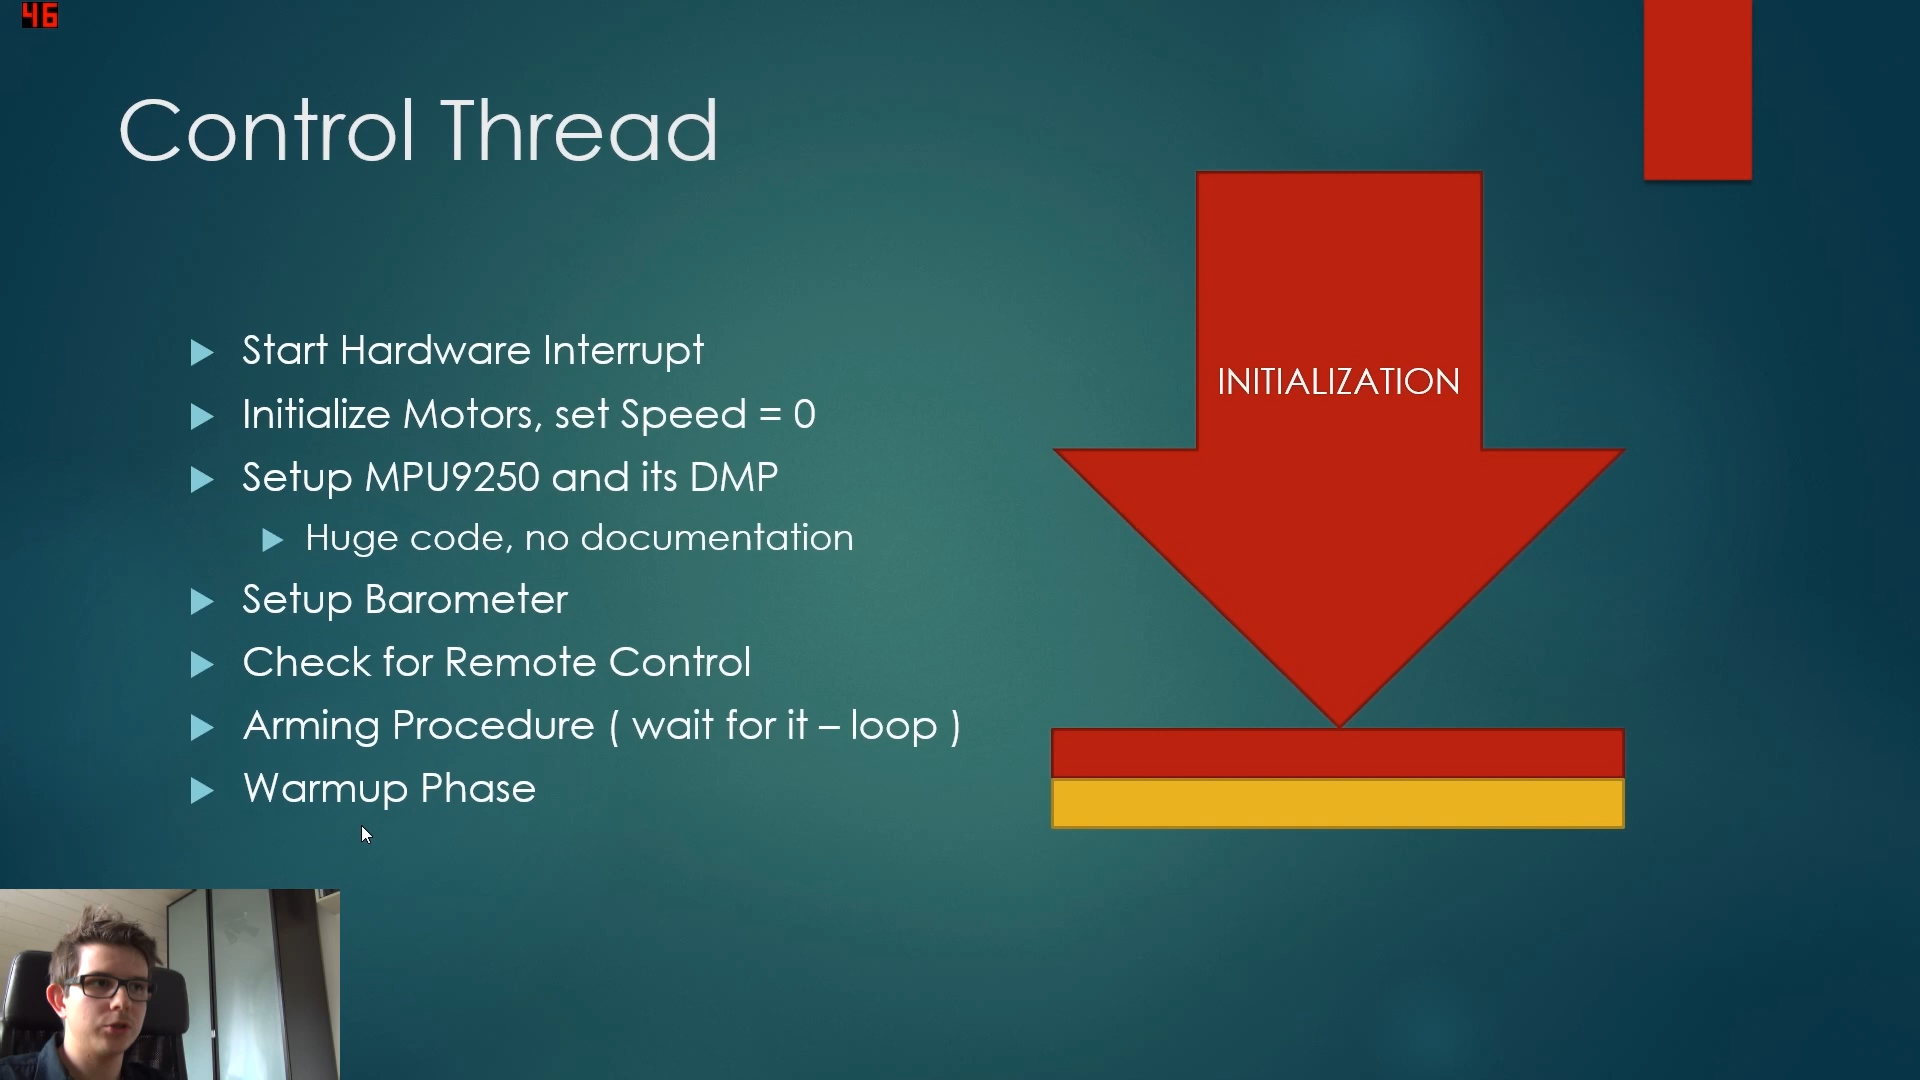 46
Control Thread
Start Hardware Interrupt
Initialize Motors, set Speed = 0
Setup MPU9250 and its DMP
Huge code, no documentation
Setup Barometer
Check for Remote Control
Arming Procedure ( wait for it – loop )
Warmup Phase
INITIALIZATION